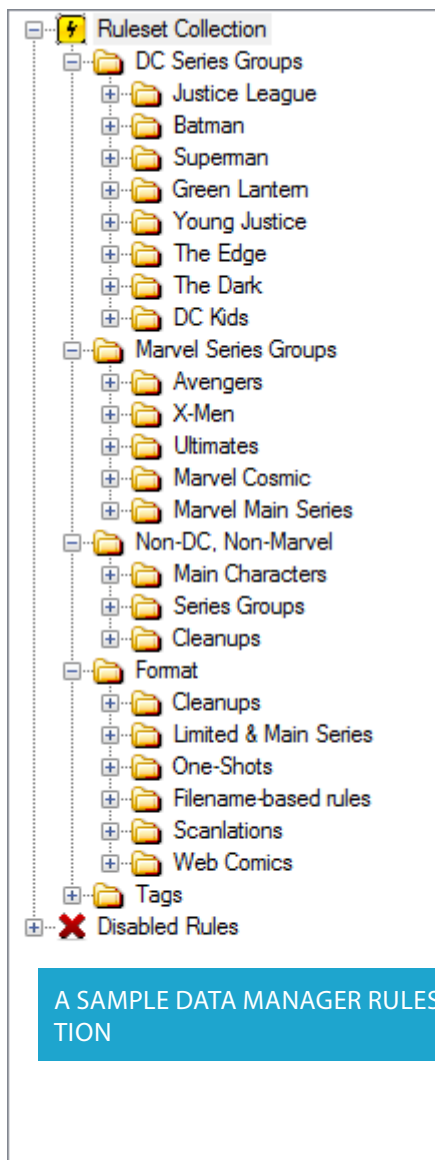 Ruleset Collection
DC Series Groups
Justice League
Batman
Superman
Green Lantern
Young Justice
The Edge
The Dark
DC Kids
Marvel Series Groups
Avengers
X-Men
Ultimates
Marvel Cosmic
Marvel Main Series
Non-DC, Non-Marvel
Main Characters
Series Groups
Cleanups
Format
Cleanups
Limited & Main Series
One-Shots
Filename-based rules
Scanlations
Web Comics
Tags
Disabled Rules
A SAMPLE DATA MANAGER RULES
TION